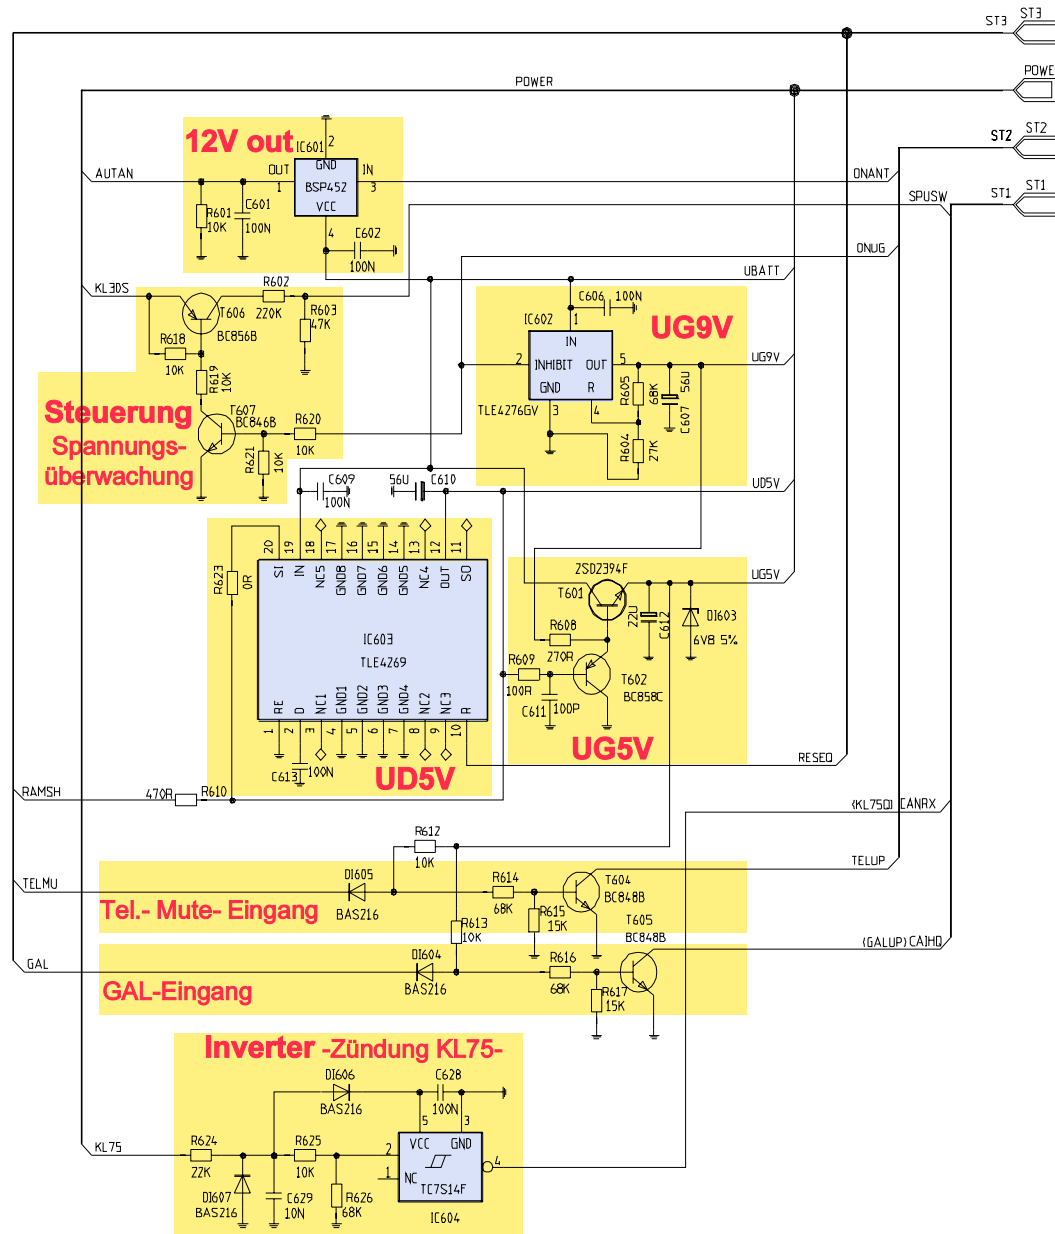 ST3
ST3
POWER
POWE
ST2
ST2
ST1
ST1
12V out
IC601
2
GND
OUT
IN
1
BSP452
3
VCC
4
AUTAN
ONANT
R601
10K
C601
100N
C602
100N
SPUSW
ONUG
UBATT
KL3DS
R602
220K
T606
BC856B
R603
47K
R618
10K
R619
10K
Steuerung
Spannungs-
überwachung
T607
BC846B
R620
10K
R621
10K
C606 100N
1
IC602
UG9V
IN
2
INHIBIT OUT
5
GND R
3
4
TLE4276GV
R605
68K
56U
C607
R604
27K
UG9V
C609
100N
56U
C610
UD5V
R623
0R
20
19
18
17
16
15
14
13
12
11
SI
IN
NC5
GND8
GND7
GND6
GND5
NC4
OUT
SO
IC603
TLE4269
RE
D
NC1
GND1
GND2
GND3
GND4
NC2
NC3
R
1
2
3
4
5
6
7
8
9
10
C613
100N
UD5V
2SD2394F
T601
UG5V
22U
C612
DI603
6V8 5%
R608
270R
R609
100R
T602
BC858C
C611
100P
UG5V
RESEQ
RAMSH
470R
R610
(KL75Q) CANRX
R612
10K
TELUP
TELMU
DI605
BAS216
R614
68K
T604
BC848B
Tel.- Mute- Eingang
R615
15K
T605
BC848B
R613
10K
(GALUP) CAIHQ
GAL
DI604
BAS216
R616
68K
R617
15K
GAL-Eingang
Inverter -Zündung KL75-
DI606
BAS216
C628
100N
5
3
VCC GND
KL75
R624
22K
R625
10K
2
4
1
NC
TC7S14F
DI607
BAS216
C629
10N
R626
68K
IC604